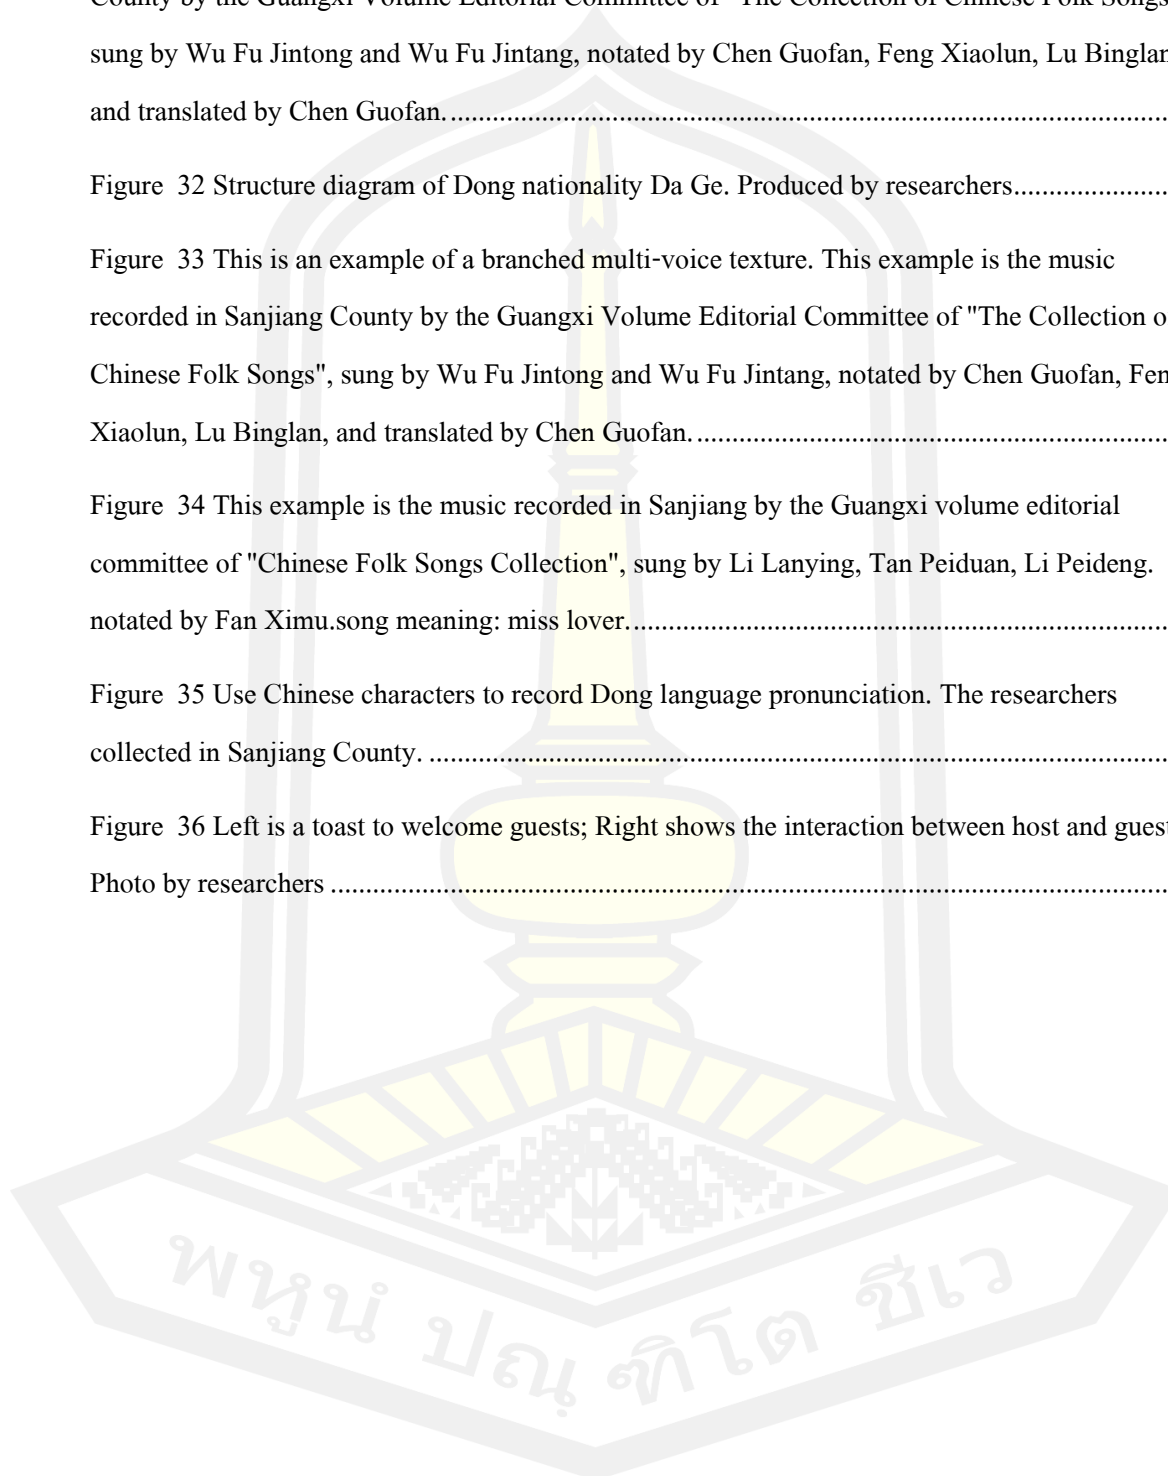 County by the Guangxi Volume Editorial Committee of "The Collection of Chinese Folk Songs
sung by Wu Fu Jintong and Wu Fu Jintang, notated by Chen Guofan, Feng Xiaolun, Lu Binglan
and translated by Chen Guofan.
Figure 32 Structure diagram of Dong nationality Da Ge. Produced by researchers
Figure 33 This is an example of a branched multi-voice texture. This example is the music
recorded in Sanjiang County by the Guangxi Volume Editorial Committee of "The Collection o
Chinese Folk Songs", sung by Wu Fu Jintong and Wu Fu Jintang, notated by Chen Guofan, Fen
Xiaolun, Lu Binglan, and translated by Chen Guofan.
Figure 34 This example is the music recorded in Sanjiang by the Guangxi volume editorial
committee of "Chinese Folk Songs Collection", sung by Li Lanying, Tan Peiduan, Li Peideng.
notated by Fan Ximu.song meaning: miss lover.
Figure 35 Use Chinese characters to record Dong language pronunciation. The researchers
collected in Sanjiang County.
Figure 36 Left is a toast to welcome guests; Right shows the interaction between host and guest
Photo by researchers
พหูนํ ปณฺฑิโต ชีเว